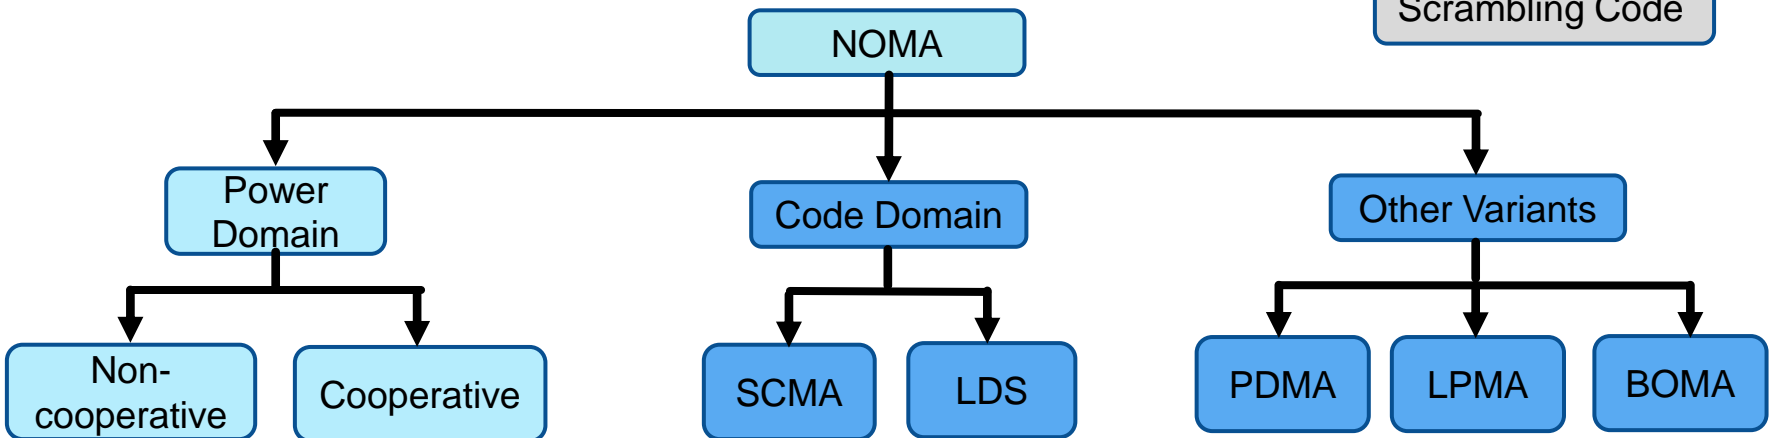 Scrambling Code
NOMA
Power
Domain
Code Domain
Other Variants
Non-
cooperative
Cooperative
SCMA
LDS
PDMA
LPMA
BOMA